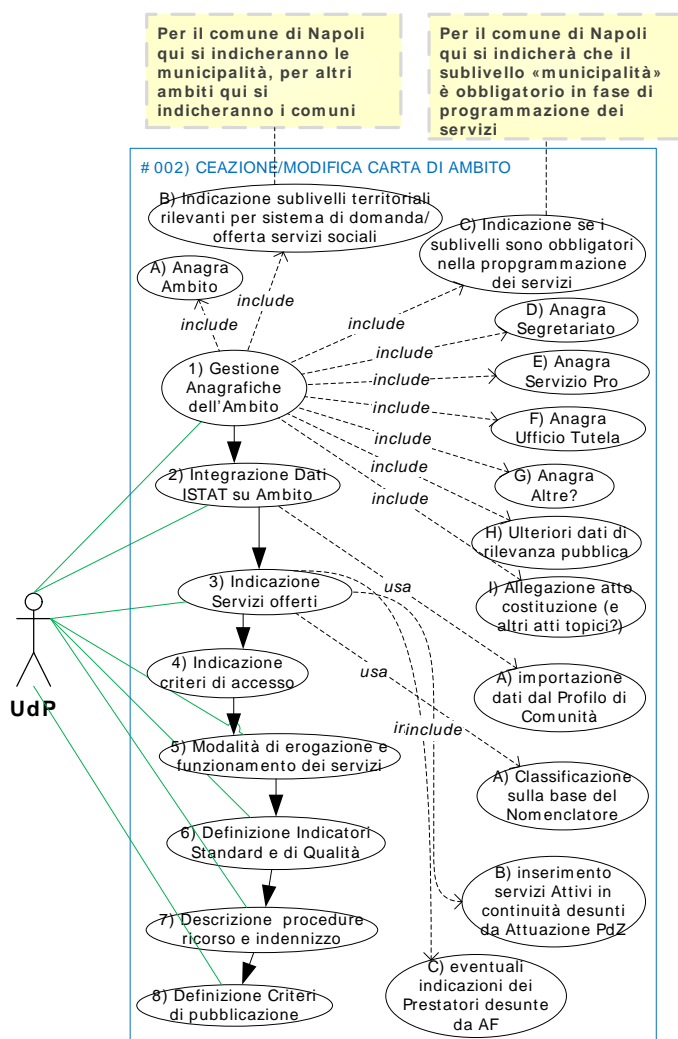 Per il comune di Napoli
qui si indicheranno le
municipalità, per altri
ambiti qui si
indicheranno i comuni
Per il comune di Napoli
qui si indicherà che il
sublivello «municipalità»
è obbligatorio in fase di
programmazione dei
servizi
# 002) CEAZIONE/MODIFICA CARTA DI AMBITO
B) Indicazione sublivelli territoriali
rilevanti per sistema di domanda/
offerta servizi sociali
C) Indicazione se i
sublivelli sono obbligatori
nella propgrammazione
dei servizi
A) Anagra
Ambito
include
include
include
D) Anagra
Segretariato
include
1) Gestione
Anagrafiche
dell'Ambito
E) Anagra
Servizio Pro
include
include
F) Anagra
Ufficio Tutela
include
include
include
G) Anagra
Altre?
2) Integrazione Dati
ISTAT su Ambito
H) Ulteriori dati di
rilevanza pubblica
3) Indicazione
Servizi offerti
usa
I) Allegazione atto
costituzione (e
altri atti topici?)
UdP
4) Indicazione
criteri di accesso
usa
A) importazione
dati dal Profilo di
Comunità
include
5) Modalità di erogazione e
funzionamento dei servizi
A) Classificazione
sulla base del
Nomenclatore
6) Definizione Indicatori
Standard e di Qualità
B) inserimento
servizi Attivi in
continuità desunti
da Attuazione PdZ
7) Descrizione procedure
ricorso e indennizzo
C) eventuali
indicazioni dei
Prestatori desunte
da AF
8) Definizione Criteri
di pubblicazione